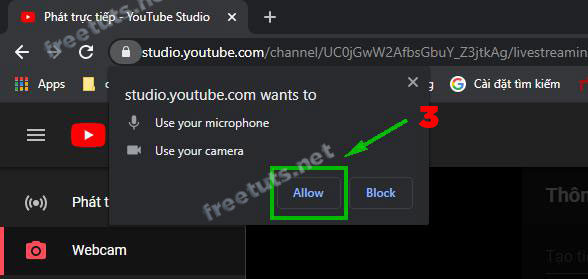 Phát trực tiếp - YouTube Studio
studio.youtube.com/channel/UC0jGwW2AfbsGbuY_Z3jtkAg/livestreamin
Apps
G Cài đặt tìm kiếm
studio.youtube.com wants to
3
Use your microphone
Use your camera
Allow
Block
Phát t
Thôn
Webcam
Tạo ti
freetuts.net
freetuts.net